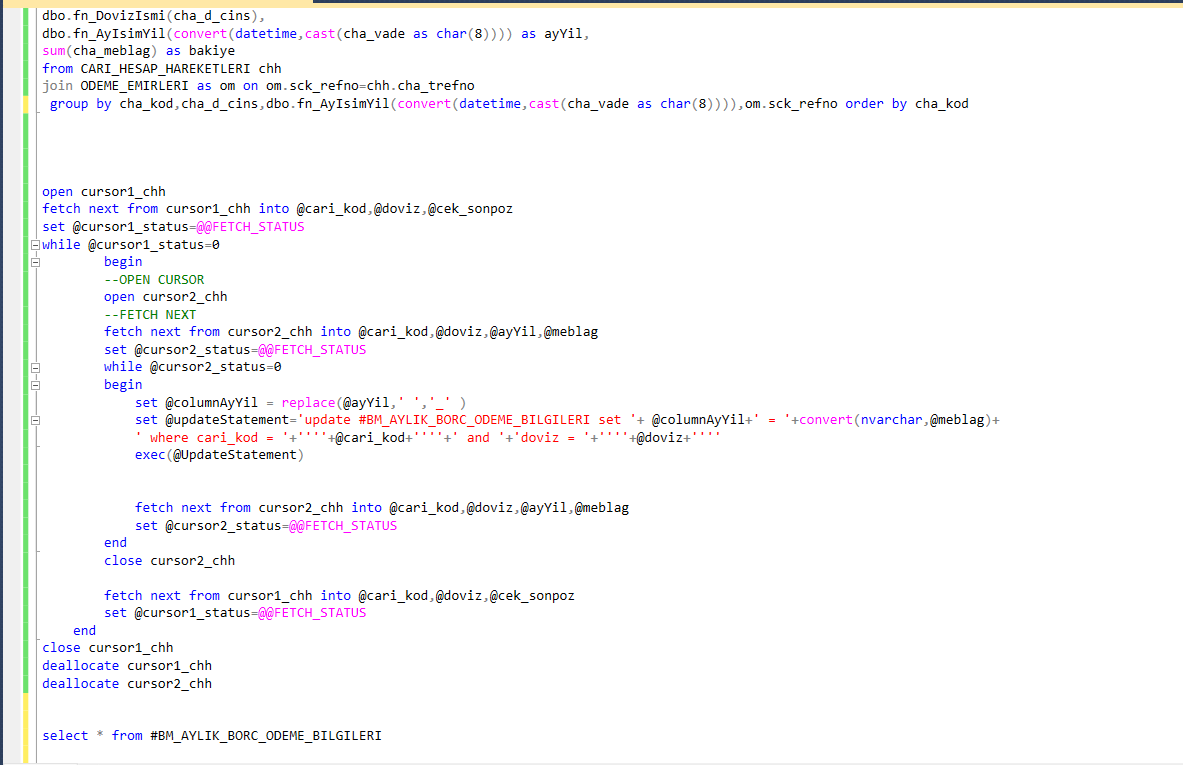 dbo.fn_DovizIsmi(cha_d_cins),
dbo.fn_AyIsimYil(convert(datetime,cast(cha_vade as char(8)))) as ayYil,
sum(cha_meblag) as bakiye
from CARI_HESAP_HAREKETLERI chh
join ODEME_EMIRLERI as om on om.sck_refno=chh.cha_trefno
group by cha_kod,cha_d_cins,dbo.fn_AyIsimYil(convert(datetime,cast(cha_vade as char(8)))),om.sck_refno order by cha_kod
open cursor1_chh
fetch next from cursor1_chh into @cari_kod,@doviz,@cek_sonpoz
set @cursor1_status=@@FETCH_STATUS
while @cursor1_status=0
begin
--OPEN CURSOR
open cursor2_chh
--FETCH NEXT
fetch next from cursor2_chh into @cari_kod,@doviz,@ayYil,@meblag
set @cursor2_status=@@FETCH_STATUS
while @cursor2_status=0
begin
set @columnAyYil = replace(@ayYil,' ','_' )
set @updateStatement='update #BM_AYLIK_BORC_ODEME_BILGILERI set '+ @columnAyYil+' = '+convert(nvarchar,@meblag)+
' where cari_kod = '+''''+@cari_kod+''''+' and '+'doviz = '+''''+@doviz+''''
exec(@UpdateStatement)
fetch next from cursor2_chh into @cari_kod,@doviz,@ayYil,@meblag
set @cursor2_status=@@FETCH_STATUS
end
close cursor2_chh
fetch next from cursor1_chh into @cari_kod,@doviz,@cek_sonpoz
set @cursor1_status=@@FETCH_STATUS
end
close cursor1_chh
deallocate cursor1_chh
deallocate cursor2_chh
select * from #BM_AYLIK_BORC_ODEME_BILGILERI